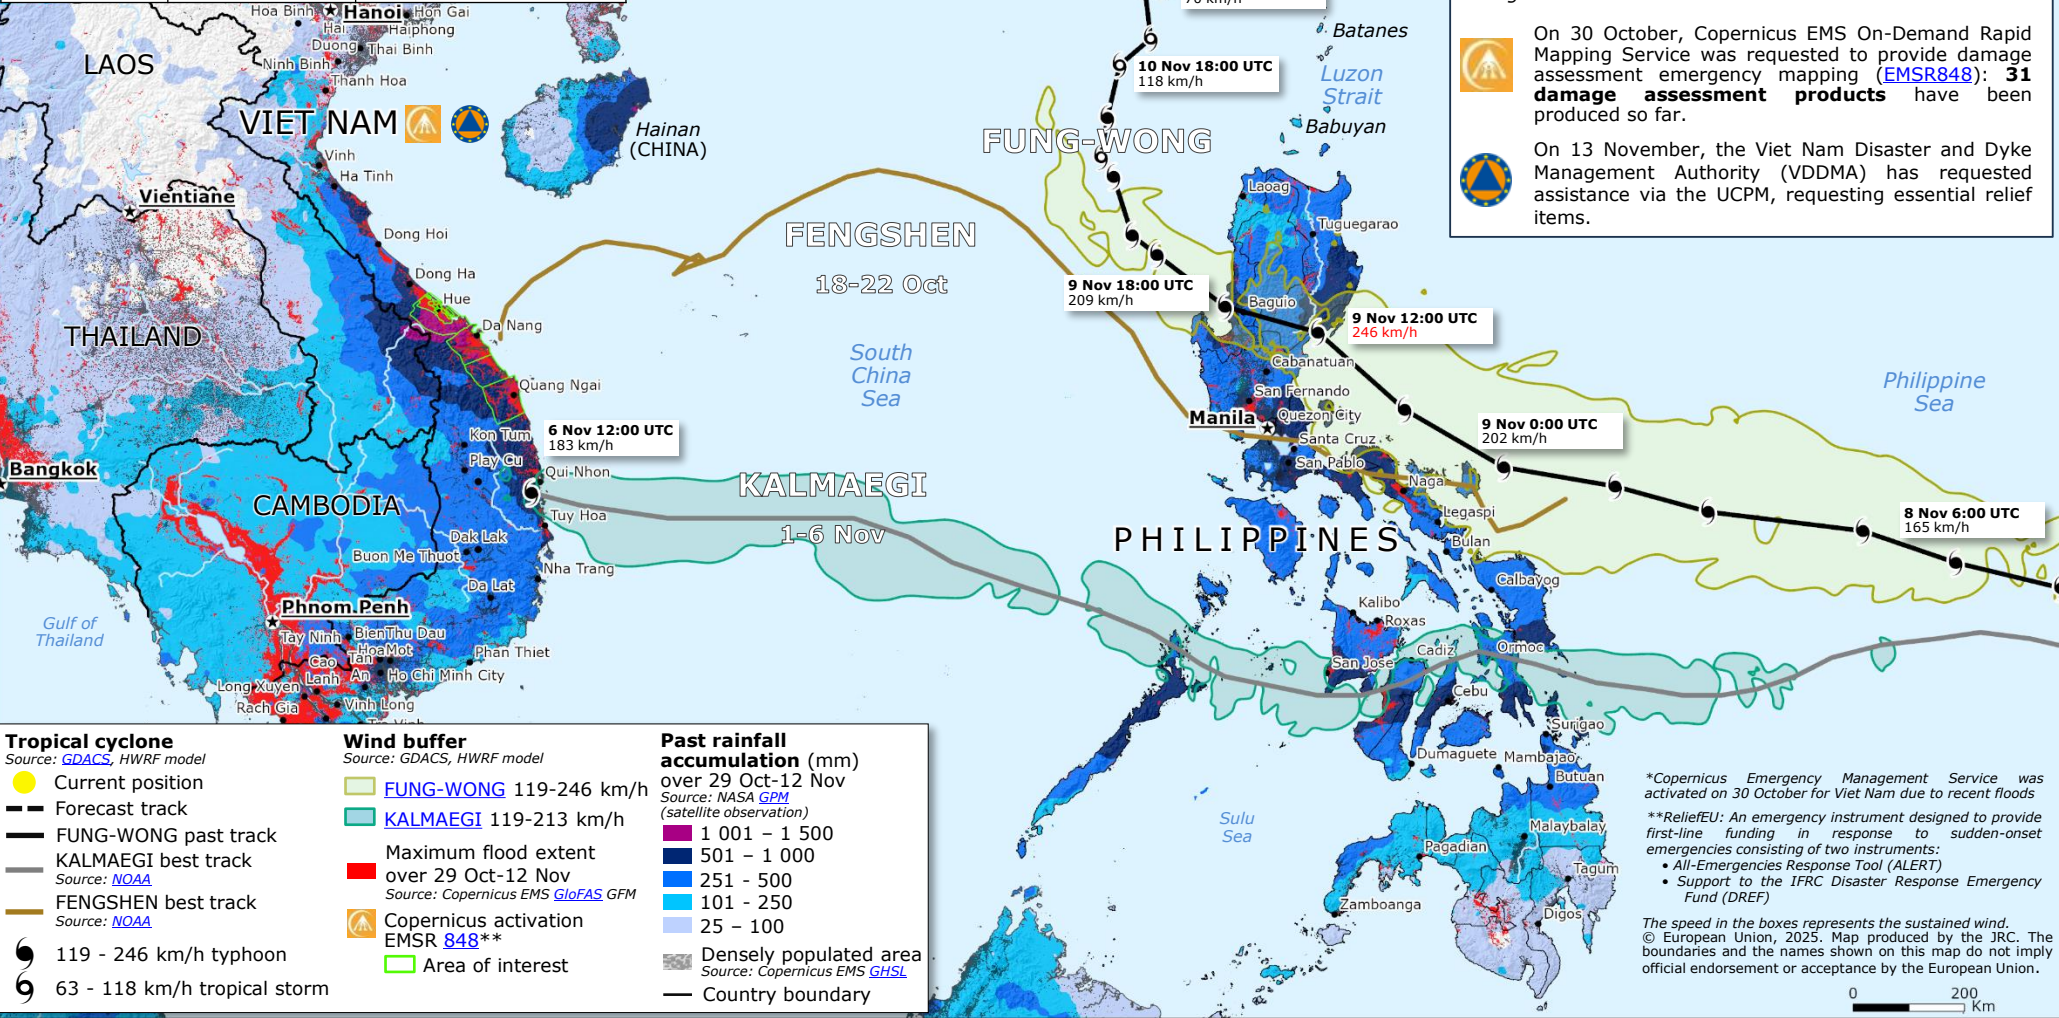 Hoa Binh
Hanoi
Hon Gai
Hai
Haiphong
Duong
Thai Binh
Ninh Binh
Thanh Hoa
LAOS
VIET NAM
Vinh
Ha Tinh
Vientiane
Dong Hoi
Dong Ha
Hue
Da Nang
THAILAND
Quang Ngai
Kon Tum
Play Cu
Qui Nhon
Bangkok
CAMBODIA
Tuy Hoa
Dak Lak
Buon Me Thuot
Nha Trang
Da Lat
Phnom Penh
Gulf of
Thailand
Tay Ninh
Bien
Thu Dau
Hoa
Mot
Tan
An
Cao
Lanh
Phan Thiet
Ho Chi Minh City
Long Xuyen
Vinh Long
Rach Gia
Hainan
(CHINA)
6 Nov 12:00 UTC
183 km/h
FENGSHEN
18-22 Oct
South
China
Sea
KALMAEGI
1-6 Nov
FUNG-WONG
10 Nov 18:00 UTC
118 km/h
Batanes
Luzon
Strait
Babuyan
Laoag
Tuguegarao
9 Nov 18:00 UTC
209 km/h
Baguio
9 Nov 12:00 UTC
246 km/h
Cabanatuan
San Fernando
Manila
Quezon City
Santa Cruz
San Pablo
Naga
Legaspi
Bulan
9 Nov 0:00 UTC
202 km/h
Philippine
Sea
8 Nov 6:00 UTC
165 km/h
PHILIPPINES
Calbayog
Kalibo
Roxas
San Jose
Cadiz
Ormoc
Cebu
Surigao
Dumaguete
Mambajao
Butuan
Sulu
Sea
Malaybalay
Pagadian
Tagum
Zamboanga
Digos
On 30 October, Copernicus EMS On-Demand Rapid
Mapping Service was requested to provide damage
assessment emergency mapping (EMSR848): 31
damage assessment products have been
produced so far.
On 13 November, the Viet Nam Disaster and Dyke
Management Authority (VDDMA) has requested
assistance via the UCPM, requesting essential relief
items.
Tropical cyclone
Source: GDACS, HWRF model
Current position
Forecast track
FUNG-WONG past track
KALMAEGI best track
Source: NOAA
FENGSHEN best track
Source: NOAA
119 - 246 km/h typhoon
63 - 118 km/h tropical storm
Wind buffer
Source: GDACS, HWRF model
FUNG-WONG 119-246 km/h
KALMAEGI 119-213 km/h
Maximum flood extent
over 29 Oct-12 Nov
Source: Copernicus EMS GloFAS GFM
Copernicus activation
EMSR 848**
Area of interest
Past rainfall
accumulation (mm)
over 29 Oct-12 Nov
Source: NASA GPM
(satellite observation)
1 001 – 1 500
501 – 1 000
251 - 500
101 - 250
25 – 100
Densely populated area
Source: Copernicus EMS GHSL
Country boundary
*Copernicus Emergency Management Service was
activated on 30 October for Viet Nam due to recent floods
**ReliefEU: An emergency instrument designed to provide
first-line funding in response to sudden-onset
emergencies consisting of two instruments:
• All-Emergencies Response Tool (ALERT)
• Support to the IFRC Disaster Response Emergency
Fund (DREF)
The speed in the boxes represents the sustained wind.
© European Union, 2025. Map produced by the JRC. The
boundaries and the names shown on this map do not imply
official endorsement or acceptance by the European Union.
0 200
Km